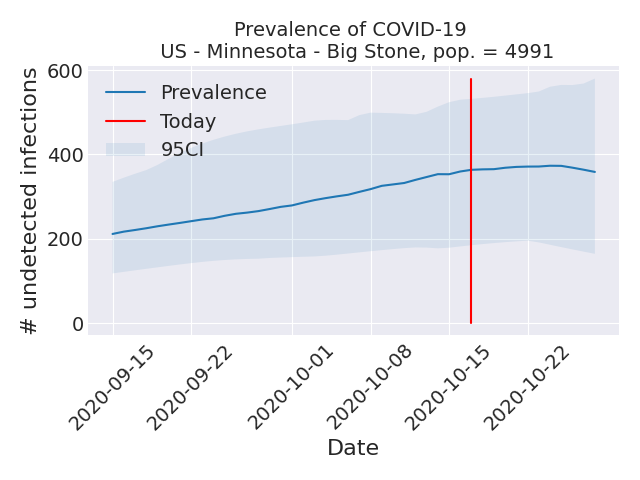 Prevalence of COVID-19
US - Minnesota - Big Stone, pop. = 4991
# undetected infections
600
400
200
0
Prevalence
Today
95CI
2020-09-15
2020-09-22
2020-10-01
2020-10-08
2020-10-15
2020-10-22
Date